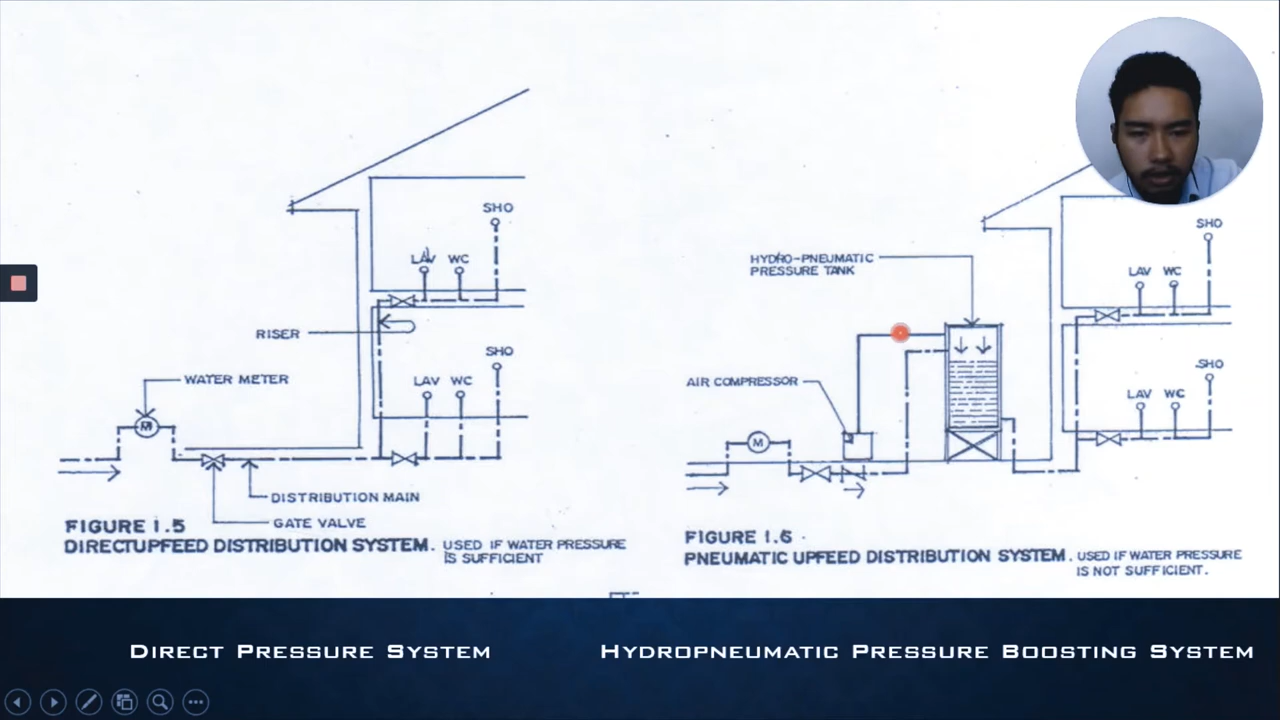 SHO
LAV WC
RISER
SHO
WATER METER
LAV WC
M
DISTRIBUTION MAIN
GATE VALVE
FIGURE 1.5
DIRECT UPFEED DISTRIBUTION SYSTEM. USED IF WATER PRESSURE
IS SUFFICIENT
SHO
HYDRO-PNEUMATIC
PRESSURE TANK
LAV WC
SHO
AIR COMPRESSOR
LAV WC
M
FIGURE 1.6
PNEUMATIC UPFEED DISTRIBUTION SYSTEM. USED IF WATER PRESSURE
IS NOT SUFFICIENT.
DIRECT PRESSURE SYSTEM
HYDROPNEUMATIC PRESSURE BOOSTING SYSTEM